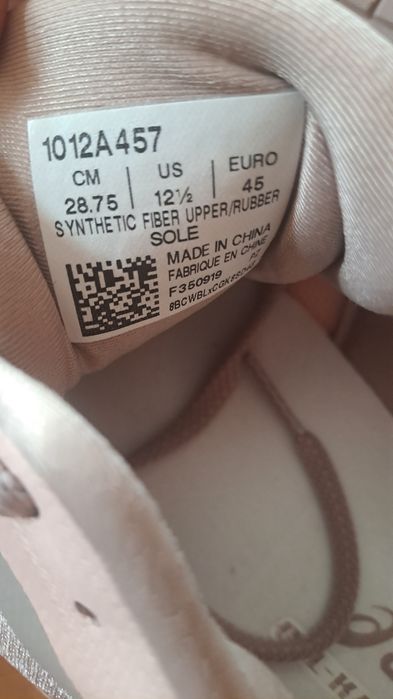 1012A457
CM | US | EURO
28.75 | 12½ | 45
SYNTHETIC FIBER UPPER/RUBBER
SOLE
MADE IN CHINA
FABRIQUE EN CHINE
F350919